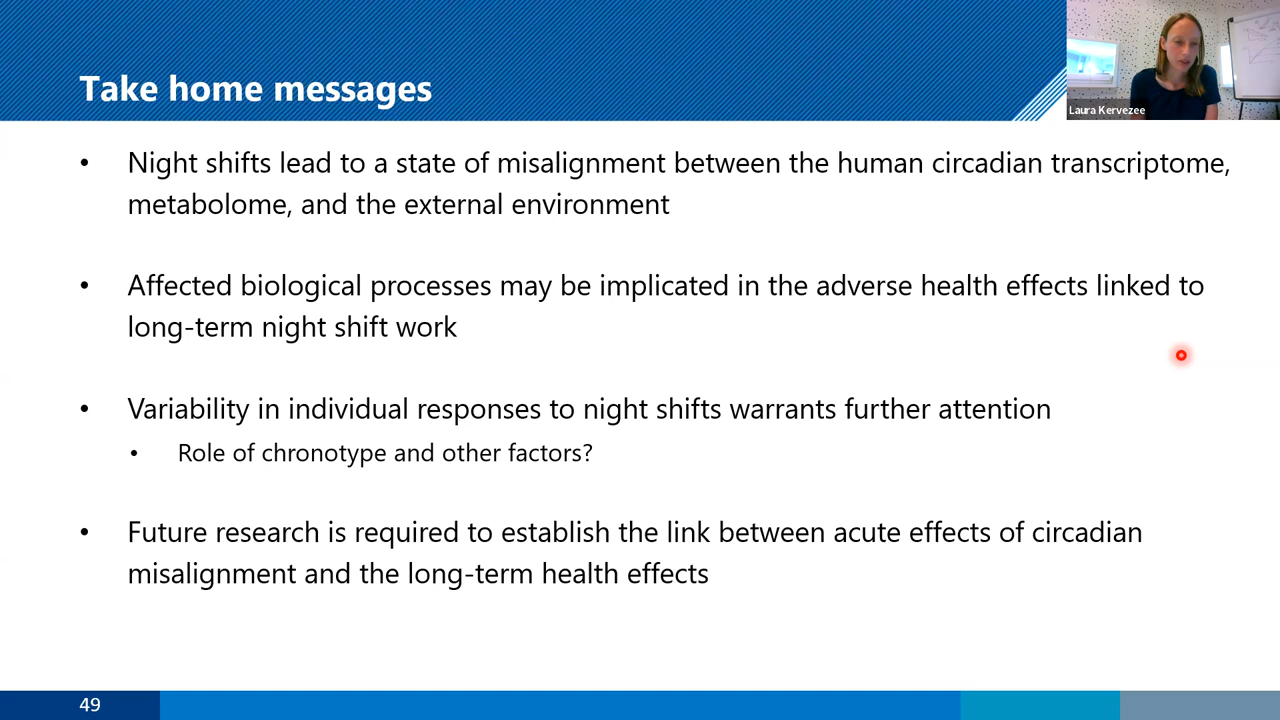 Take home messages
Laura Kervezee
• Night shifts lead to a state of misalignment between the human circadian transcriptome,
metabolome, and the external environment
• Affected biological processes may be implicated in the adverse health effects linked to
long-term night shift work
• Variability in individual responses to night shifts warrants further attention
• Role of chronotype and other factors?
• Future research is required to establish the link between acute effects of circadian
misalignment and the long-term health effects
49